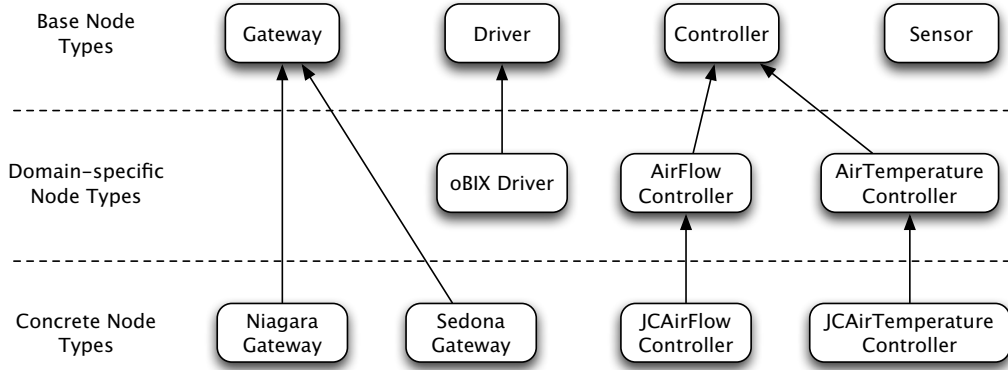 Base Node
Types
Gateway
Driver
Controller
Sensor
Domain-specific
Node Types
oBIX Driver
AirFlow
Controller
AirTemperature
Controller
Concrete Node
Types
Niagara
Gateway
Sedona
Gateway
JCAirFlow
Controller
JCAirTemperature
Controller